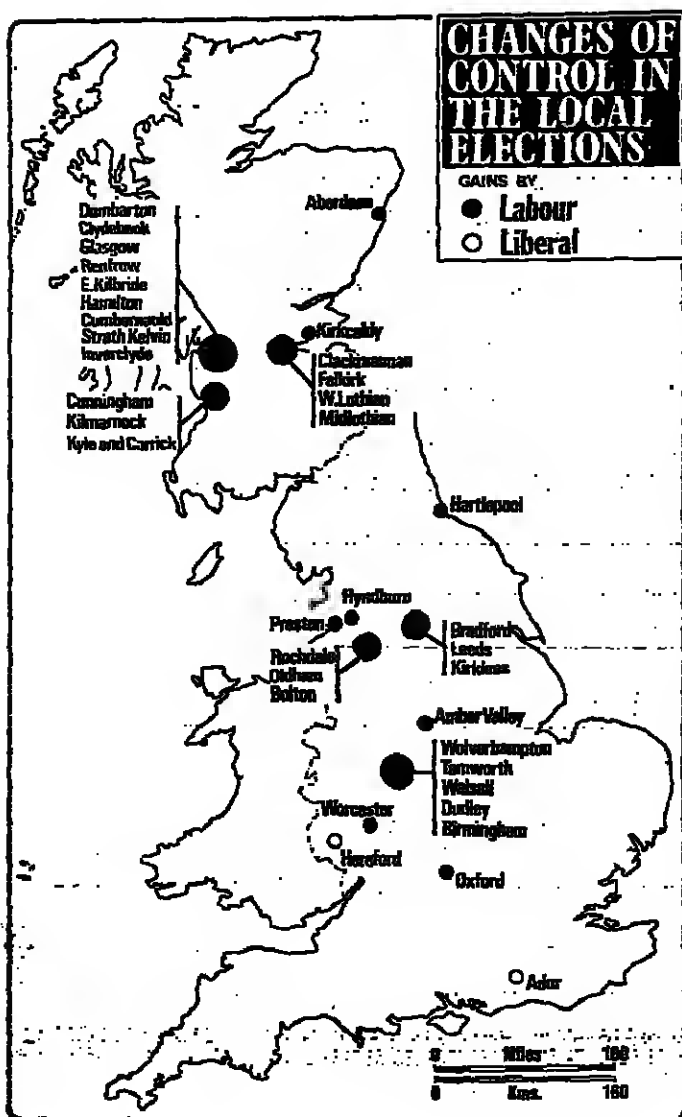 CHANGES OF
CONTROL IN
THE LOCAL
ELECTIONS
GAINS BY
Labour
Liberal
Aberdeen
Dumbarton
Clydebank
Glasgow
Renfrew
E.Kilbride
Hamilton
Cumbernauld
Strath Kelvin
Inverclyde
Kirkcaldy
Clackmannan
Falkirk
W.Lothian
Midlothian
Cunningham
Kilmarnock
Kyle and Carrick
Hartlepool
Hyndburn
Preston
Bradford
Leeds
Kirklees
Rochdale
Oldham
Bolton
Amber Valley
Wolverhampton
Tamworth
Walsall
Dudley
Birmingham
Worcester
Hereford
Oxford
Adur
0 Miles 100
0 Kms. 160